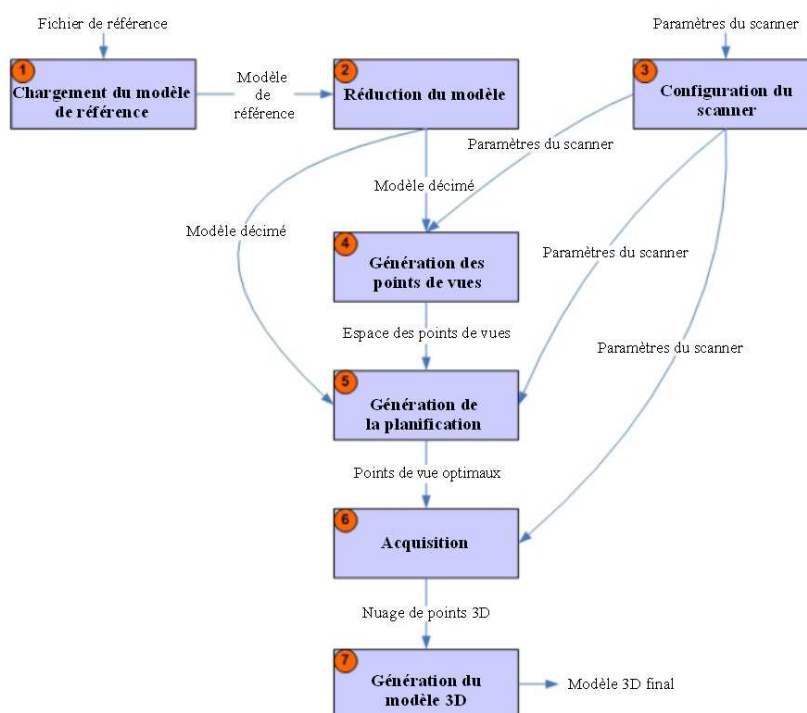 Fichier de référence
Paramètres du scanner
1
Chargement du modèle
de référence
Modèle
de
référence
2
Réduction du modèle
3
Configuration du
scanner
Paramètres du scanner
Modèle décimé
Modèle décimé
4
Génération des
points de vues
Paramètres du scanner
Espace des points de vues
Paramètres du scanner
5
Génération de
la planification
Points de vue optimaux
6
Acquisition
Nuage de points 3D
7
Génération du
modèle 3D
Modèle 3D final